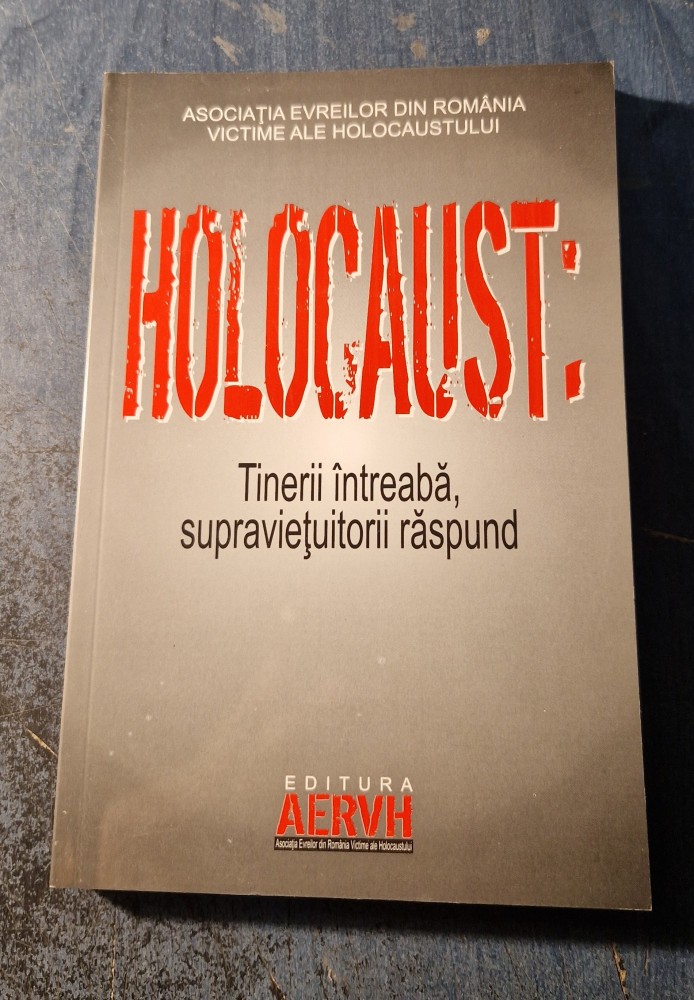 ASOCIAŢIA EVREILOR DIN ROMÂNIA
VICTIME ALE HOLOCAUSTULUI
HOLOCAUST:
Tinerii întreabă,
supravieţuitorii răspund
EDITURA
AERVH
Asociaţia Evreilor din România Victime ale Holocaustului